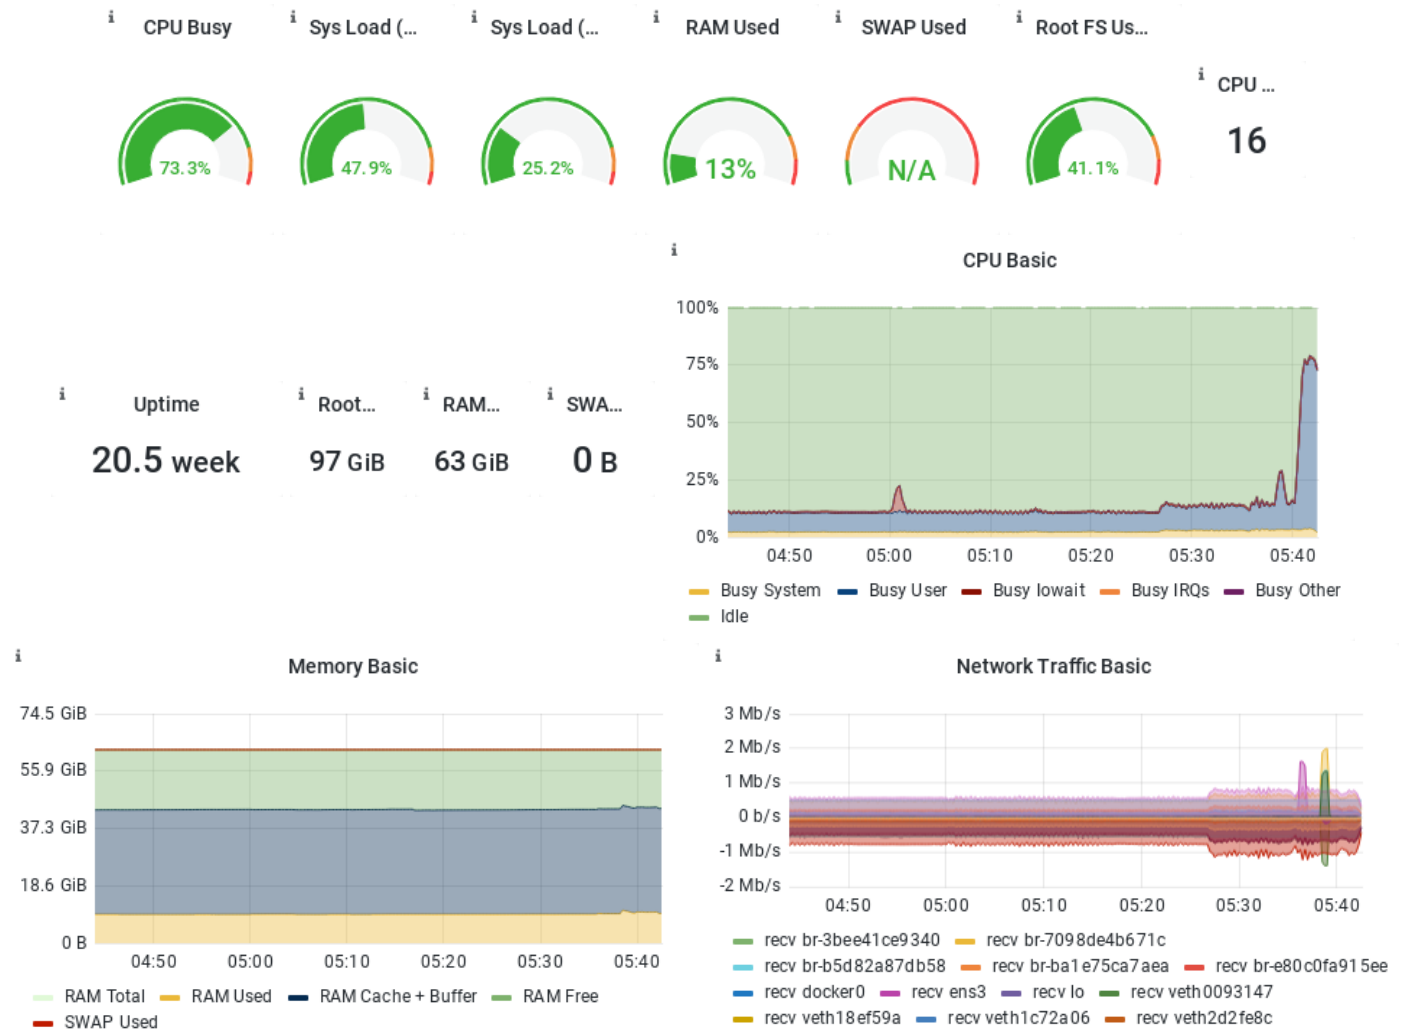 i CPU Busy i Sys Load (... i Sys Load (... i RAM Used i SWAP Used i Root FS Us...
i CPU ...
16
73.3% 47.9% 25.2% 13% N/A 41.1%
i CPU Basic
100%
75%
50%
25%
0%
04:50 05:00 05:10 05:20 05:30 05:40
Busy System Busy User Busy Iowait Busy IRQs Busy Other
Idle
i Uptime i Root... i RAM... i SWA...
20.5 week 97 GiB 63 GiB 0 B
i Memory Basic
74.5 GiB
55.9 GiB
37.3 GiB
18.6 GiB
0 B
04:50 05:00 05:10 05:20 05:30 05:40
RAM Total RAM Used RAM Cache + Buffer RAM Free
SWAP Used
i Network Traffic Basic
3 Mb/s
2 Mb/s
1 Mb/s
0 b/s
-1 Mb/s
-2 Mb/s
04:50 05:00 05:10 05:20 05:30 05:40
recv br-3bee41ce9340 recv br-7098de4b671c
recv br-b5d82a87db58 recv br-ba1e75ca7aea recv br-e80c0fa915ee
recv docker0 recv ens3 recv lo recv veth0093147
recv veth18ef59a recv veth1c72a06 recv veth2d2fe8c